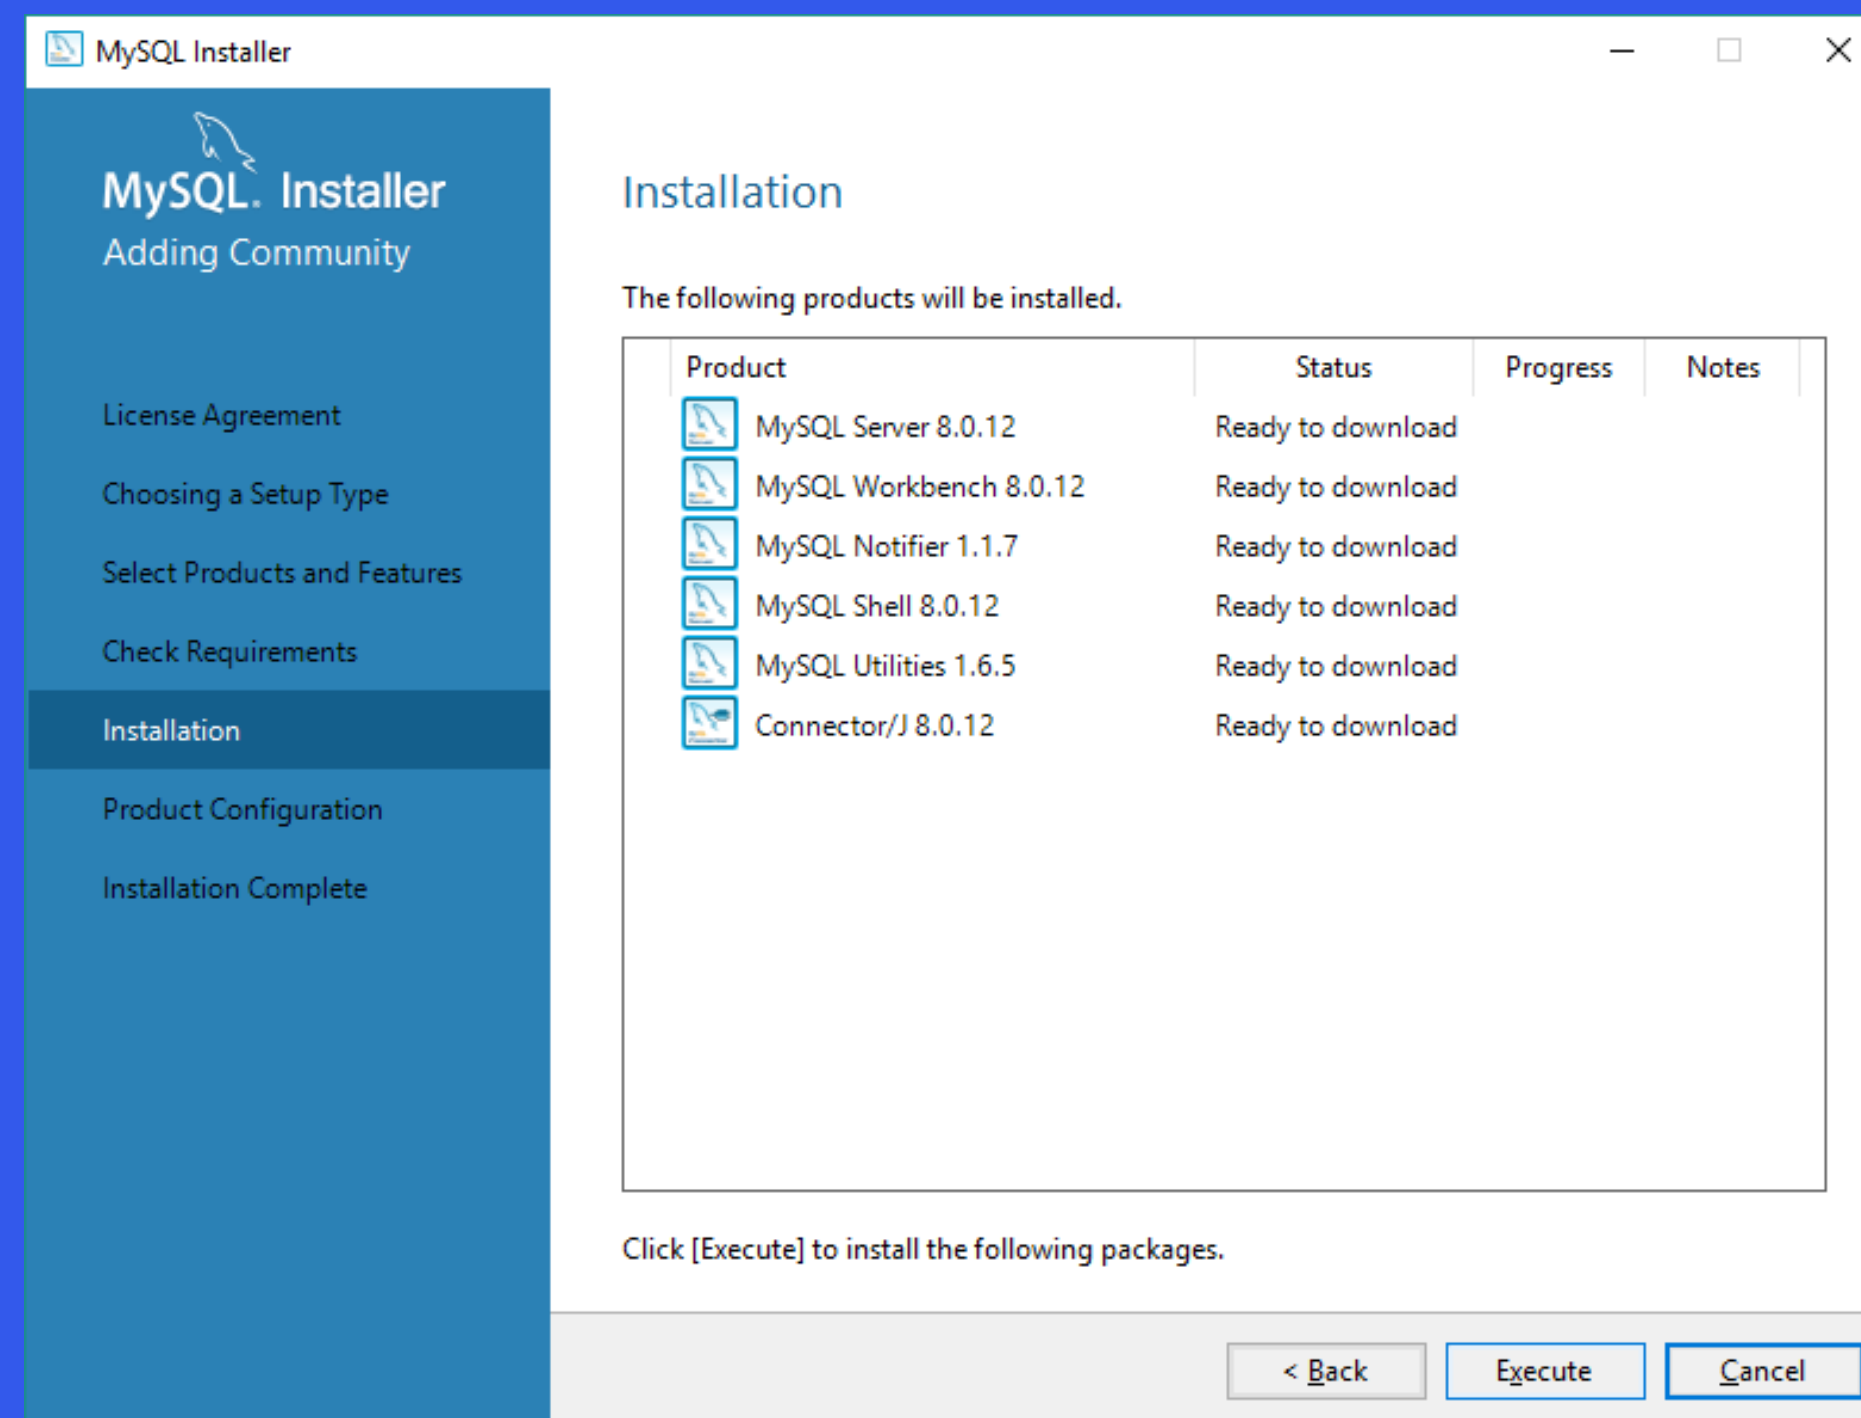 MySQL Installer
MySQL. Installer
Adding Community
License Agreement
Choosing a Setup Type
Select Products and Features
Check Requirements
Installation
Product Configuration
Installation Complete
Installation
The following products will be installed.
Product Status Progress Notes
MySQL Server 8.0.12 Ready to download
MySQL Workbench 8.0.12 Ready to download
MySQL Notifier 1.1.7 Ready to download
MySQL Shell 8.0.12 Ready to download
MySQL Utilities 1.6.5 Ready to download
Connector/J 8.0.12 Ready to download
Click [Execute] to install the following packages.
< Back Execute Cancel